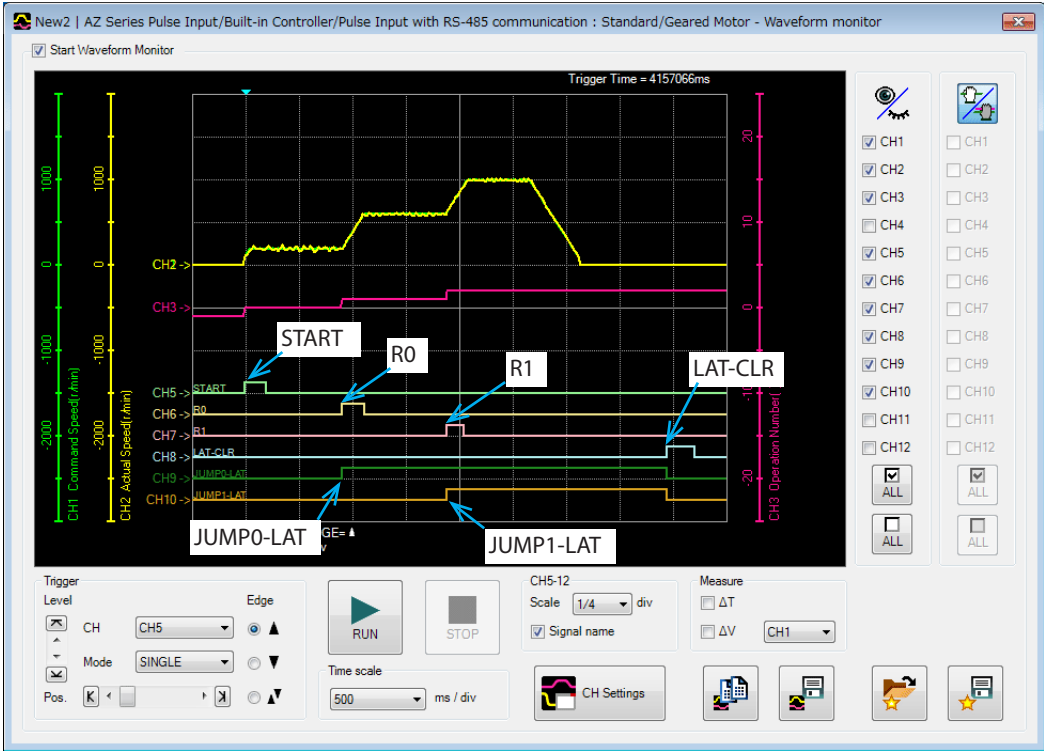 New2 | AZ Series Pulse Input/Built-in Controller/Pulse Input with RS-485 communication : Standard/Geared Motor - Waveform monitor
Start Waveform Monitor
Trigger Time = 4157066ms
1000
0
-1000
-2000
CH1 Command Speed[r/min]
1000
0
-1000
-2000
CH2 Actual Speed[r/min]
20
10
0
-10
-20
CH3 Operation Number[
CH2 ->
CH3 ->
CH5 -> START
CH6 -> R0
CH7 -> R1
CH8 -> LAT-CLR
CH9 -> JUMP0-LAT
CH10 -> JUMP1-LAT
START
R0
R1
LAT-CLR
JUMP0-LAT
JUMP1-LAT
GE=
v
CH1
CH2
CH3
CH4
CH5
CH6
CH7
CH8
CH9
CH10
CH11
CH12
ALL
ALL
CH1
CH2
CH3
CH4
CH5
CH6
CH7
CH8
CH9
CH10
CH11
CH12
ALL
ALL
Trigger
Level
Edge
CH CH5
Mode SINGLE
Pos.
RUN
STOP
Time scale
500 ms / div
CH5-12
Scale 1/4 div
Signal name
Measure
ΔT
ΔV CH1
CH Settings